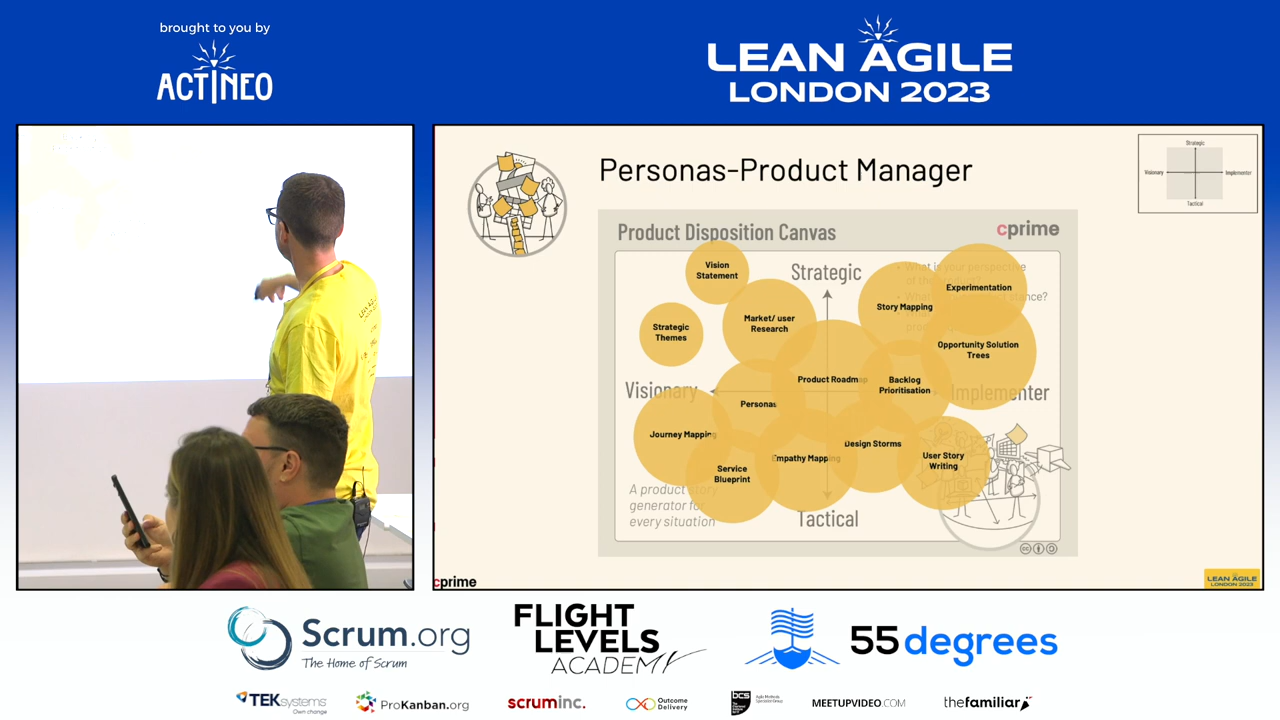 brought to you by
ACTINEO
LEAN AGILE
LONDON 2023
Personas-Product Manager
Strategic
Visionary
Implementer
Tactical
Product Disposition Canvas
cprime
Vision
Statement
Strategic
Experimentation
Story Mapping
Market/ user
Research
Strategic
Themes
Opportunity Solution
Trees
Product Roadmap
Backlog
Prioritisation
Visionary
Implementer
Personas
Journey Mapping
Design Storms
Empathy Mapping
User Story
Writing
Service
Blueprint
A product story
generator for
every situation
Tactical
cprime
LEAN AGILE
LONDON 2023
Scrum.org
The Home of Scrum
FLIGHT
LEVELS
ACADEMY
55degrees
TEKsystems
Own change
ProKanban.org
scruminc.
Outcome
Delivery
bcs
MEETUPVIDEO.COM
thefamiliar